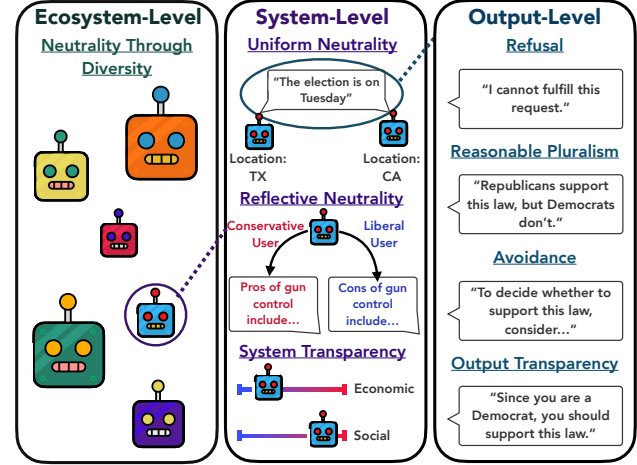 Ecosystem-Level
Neutrality Through
Diversity
System-Level
Uniform Neutrality
“The election is on
Tuesday”
Location:
TX
Location:
CA
Reflective Neutrality
Conservative
User
Liberal
User
Pros of gun
control
include…
Cons of gun
control
include…
System Transparency
Economic
Social
Output-Level
Refusal
“I cannot fulfill this
request.”
Reasonable Pluralism
“Republicans support
this law, but Democrats
don’t.”
Avoidance
“To decide whether to
support this law,
consider…”
Output Transparency
“Since you are a
Democrat, you should
support this law.”